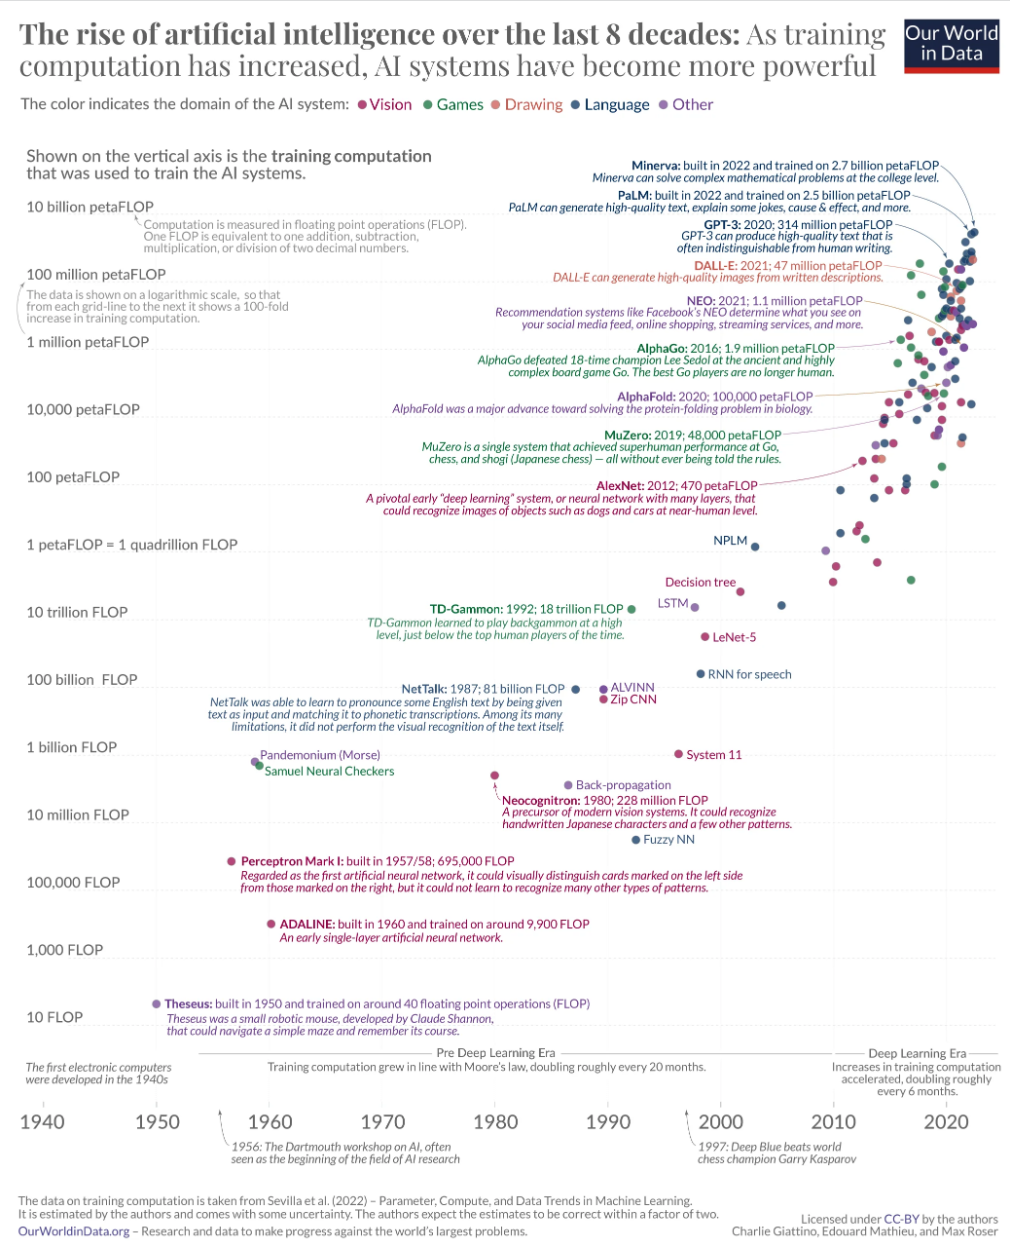 The rise of artificial intelligence over the last 8 decades: As training
computation has increased, AI systems have become more powerful
Our World
in Data
The color indicates the domain of the AI system: Vision Games Drawing Language Other
Shown on the vertical axis is the training computation
that was used to train the AI systems.
Minerva: built in 2022 and trained on 2.7 billion petaFLOP
Minerva can solve complex mathematical problems at the college level.
PaLM: built in 2022 and trained on 2.5 billion petaFLOP
PaLM can generate high-quality text, explain some jokes, cause & effect, and more.
10 billion petaFLOP
Computation is measured in floating point operations (FLOP).
One FLOP is equivalent to one addition, subtraction,
multiplication, or division of two decimal numbers.
GPT-3: 2020; 314 million petaFLOP
GPT-3 can produce high-quality text that is
often indistinguishable from human writing.
DALL-E: 2021; 47 million petaFLOP
DALL-E can generate high-quality images from written descriptions.
100 million petaFLOP
The data is shown on a logarithmic scale, so that
from each grid-line to the next it shows a 100-fold
increase in training computation.
NEO: 2021; 1.1 million petaFLOP
Recommendation systems like Facebook's NEO determine what you see on
your social media feed, online shopping, streaming services, and more.
1 million petaFLOP
AlphaGo: 2016; 1.9 million petaFLOP
AlphaGo defeated 18-time champion Lee Sedol at the ancient and highly
complex board game Go. The best Go players are no longer human.
AlphaFold: 2020; 100,000 petaFLOP
AlphaFold was a major advance toward solving the protein-folding problem in biology.
10,000 petaFLOP
MuZero: 2019; 48,000 petaFLOP
MuZero is a single system that achieved superhuman performance at Go,
chess, and shogi (Japanese chess) — all without ever being told the rules.
100 petaFLOP
AlexNet: 2012; 470 petaFLOP
A pivotal early “deep learning” system, or neural network with many layers, that
could recognize images of objects such as dogs and cars at near-human level.
1 petaFLOP = 1 quadrillion FLOP
NPLM
Decision tree
LSTM
10 trillion FLOP
TD-Gammon: 1992; 18 trillion FLOP
TD-Gammon learned to play backgammon at a high
level, just below the top human players of the time.
LeNet-5
RNN for speech
100 billion FLOP
NetTalk: 1987; 81 billion FLOP
NetTalk was able to learn to pronounce some English text by being given
text as input and matching it to phonetic transcriptions. Among its many
limitations, it did not perform the visual recognition of the text itself.
ALVINN
Zip CNN
1 billion FLOP
Pandemonium (Morse)
Samuel Neural Checkers
System 11
Back-propagation
Neocognitron: 1980; 228 million FLOP
A precursor of modern vision systems. It could recognize
handwritten Japanese characters and a few other patterns.
10 million FLOP
Fuzzy NN
Perceptron Mark I: built in 1957/58; 695,000 FLOP
Regarded as the first artificial neural network, it could visually distinguish cards marked on the left side
from those marked on the right, but it could not learn to recognize many other types of patterns.
100,000 FLOP
ADALINE: built in 1960 and trained on around 9,900 FLOP
An early single-layer artificial neural network.
1,000 FLOP
Theseus: built in 1950 and trained on around 40 floating point operations (FLOP)
Theseus was a small robotic mouse, developed by Claude Shannon,
that could navigate a simple maze and remember its course.
10 FLOP
The first electronic computers
were developed in the 1940s
Pre Deep Learning Era
Training computation grew in line with Moore's law, doubling roughly every 20 months.
Deep Learning Era
Increases in training computation
accelerated, doubling roughly
every 6 months.
1940 1950 1960 1970 1980 1990 2000 2010 2020
1956: The Dartmouth workshop on AI, often
seen as the beginning of the field of AI research
1997: Deep Blue beats world
chess champion Garry Kasparov
The data on training computation is taken from Sevilla et al. (2022) – Parameter, Compute, and Data Trends in Machine Learning.
It is estimated by the authors and comes with some uncertainty. The authors expect the estimates to be correct within a factor of two.
OurWorldinData.org – Research and data to make progress against the world's largest problems.
Licensed under CC-BY by the authors
Charlie Giattino, Edouard Mathieu, and Max Roser